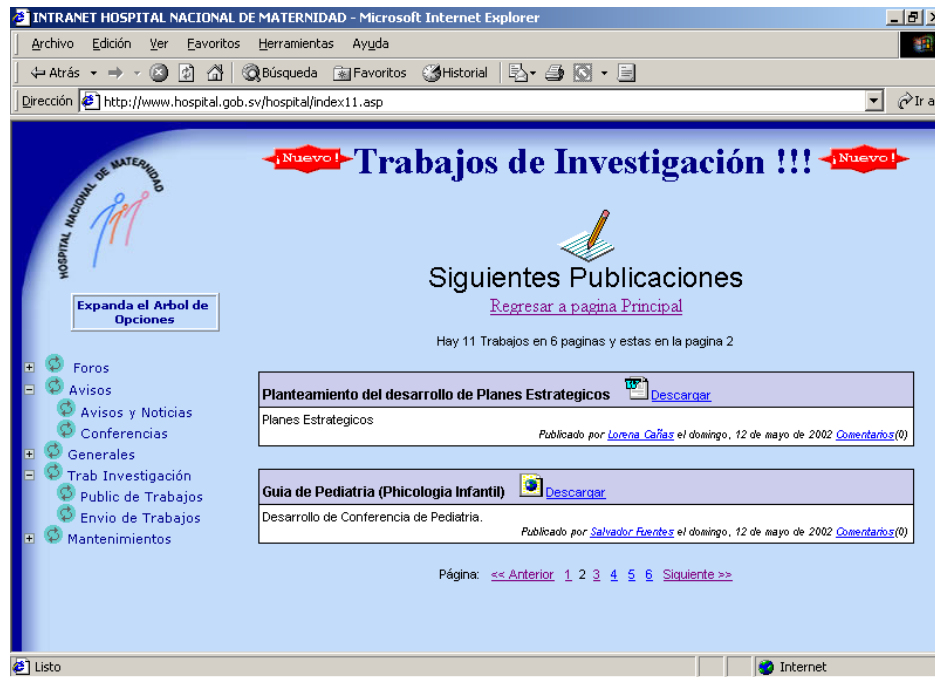 INTRANET HOSPITAL NACIONAL DE MATERNIDAD - Microsoft Internet Explorer
Archivo Edición Ver Favoritos Herramientas Ayuda
Atrás Búsqueda Favoritos Historial
Dirección http://www.hospital.gob.sv/hospital/index11.asp Ir a
HOSPITAL NACIONAL DE MATERNIDAD
¡Nuevo! Trabajos de Investigación !!! ¡Nuevo!
Siguientes Publicaciones
Regresar a pagina Principal
Hay 11 Trabajos en 6 paginas y estas en la pagina 2
Expanda el Arbol de
Opciones
Foros
Avisos
Avisos y Noticias
Conferencias
Generales
Trab Investigación
Public de Trabajos
Envio de Trabajos
Mantenimientos
Planteamiento del desarrollo de Planes Estrategicos Descargar
Planes Estrategicos
Publicado por Lorena Cañas el domingo, 12 de mayo de 2002 Comentarios(0)
Guia de Pediatria (Phicologia Infantil) Descargar
Desarrollo de Conferencia de Pediatria.
Publicado por Salvador Fuentes el domingo, 12 de mayo de 2002 Comentarios(0)
Página: << Anterior 1 2 3 4 5 6 Siguiente >>
Listo Internet